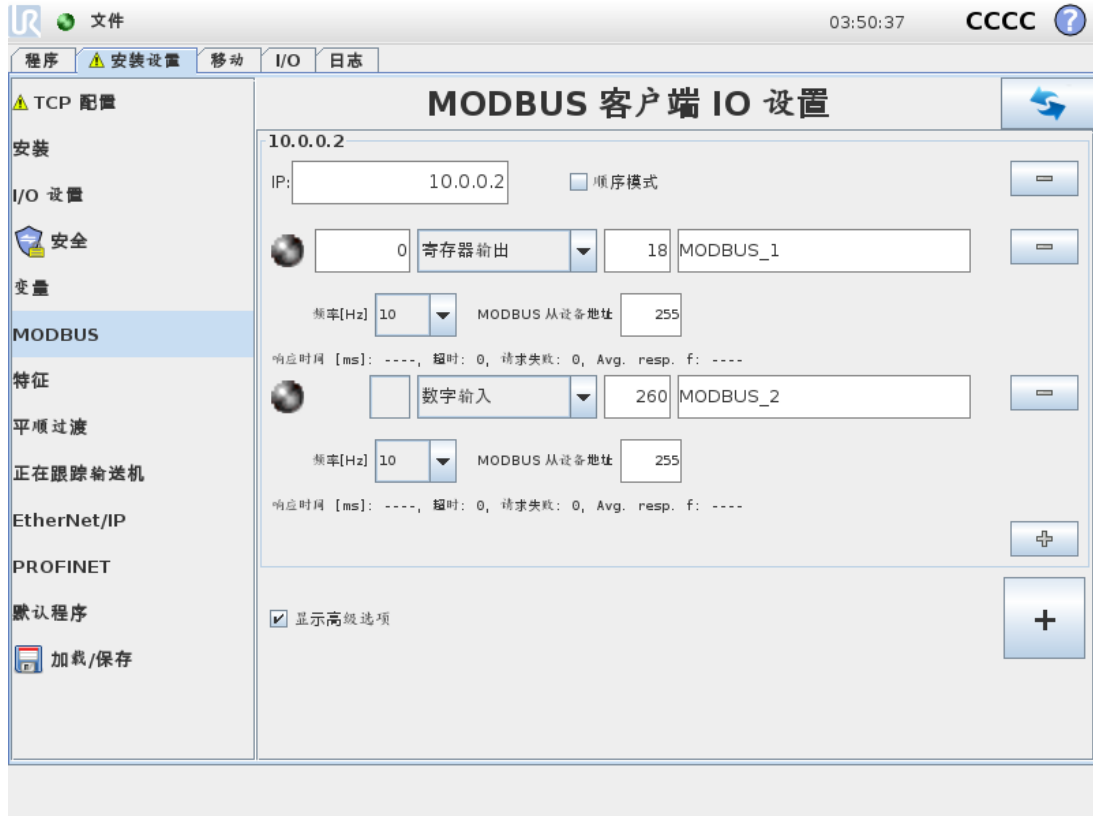 UR 文件 03:50:37 CCCC ?
程序 安装设置 移动 I/O 日志
TCP 配置
安装
I/O 设置
安全
变量
MODBUS
特征
平顺过渡
正在跟踪输送机
EtherNet/IP
PROFINET
默认程序
加载/保存
MODBUS 客户端 IO 设置
10.0.0.2
IP: 10.0.0.2 顺序模式
0 寄存器输出 18 MODBUS_1
频率[Hz] 10 MODBUS 从设备地址 255
响应时间 [ms]: ----, 超时: 0, 请求失败: 0, Avg. resp. f: ----
数字输入 260 MODBUS_2
频率[Hz] 10 MODBUS 从设备地址 255
响应时间 [ms]: ----, 超时: 0, 请求失败: 0, Avg. resp. f: ----
显示高级选项